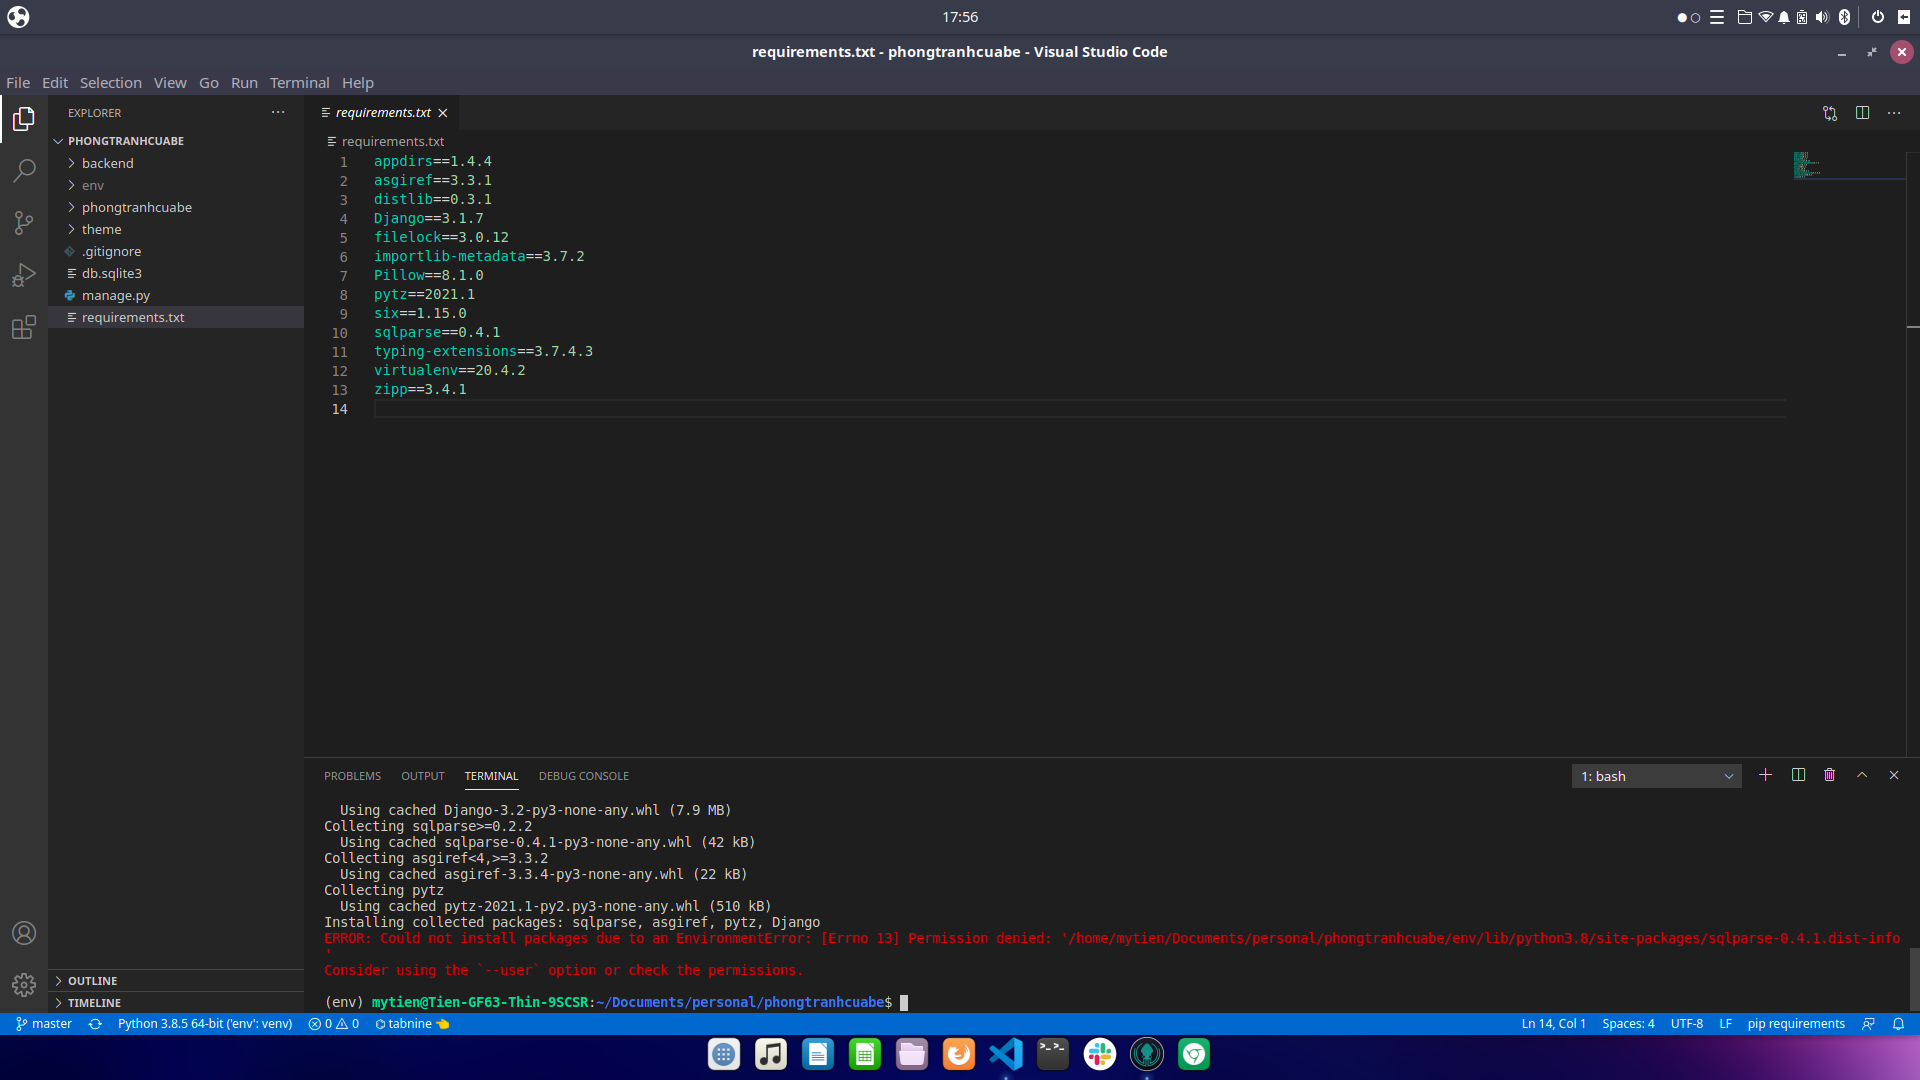 17:56
requirements.txt - phongtranhcuabe - Visual Studio Code
File Edit Selection View Go Run Terminal Help
EXPLORER
PHONGTRANHCUABE
backend
env
phongtranhcuabe
theme
.gitignore
db.sqlite3
manage.py
requirements.txt
OUTLINE
TIMELINE
requirements.txt
requirements.txt
1 appdirs==1.4.4
2 asgiref==3.3.1
3 distlib==0.3.1
4 Django==3.1.7
5 filelock==3.0.12
6 importlib-metadata==3.7.2
7 Pillow==8.1.0
8 pytz==2021.1
9 six==1.15.0
10 sqlparse==0.4.1
11 typing-extensions==3.7.4.3
12 virtualenv==20.4.2
13 zipp==3.4.1
14
PROBLEMS OUTPUT TERMINAL DEBUG CONSOLE 1: bash
Using cached Django-3.2-py3-none-any.whl (7.9 MB)
Collecting sqlparse>=0.2.2
Using cached sqlparse-0.4.1-py3-none-any.whl (42 kB)
Collecting asgiref<4,>=3.3.2
Using cached asgiref-3.3.4-py3-none-any.whl (22 kB)
Collecting pytz
Using cached pytz-2021.1-py2.py3-none-any.whl (510 kB)
Installing collected packages: sqlparse, asgiref, pytz, Django
ERROR: Could not install packages due to an EnvironmentError: [Errno 13] Permission denied: '/home/mytien/Documents/personal/phongtranhcuabe/env/lib/python3.8/site-packages/sqlparse-0.4.1.dist-info
'
Consider using the `--user` option or check the permissions.
(env) mytien@Tien-GF63-Thin-9SCSR:~/Documents/personal/phongtranhcuabe$
master Python 3.8.5 64-bit ('env': venv) 0 0 tabnine Ln 14, Col 1 Spaces: 4 UTF-8 LF pip requirements